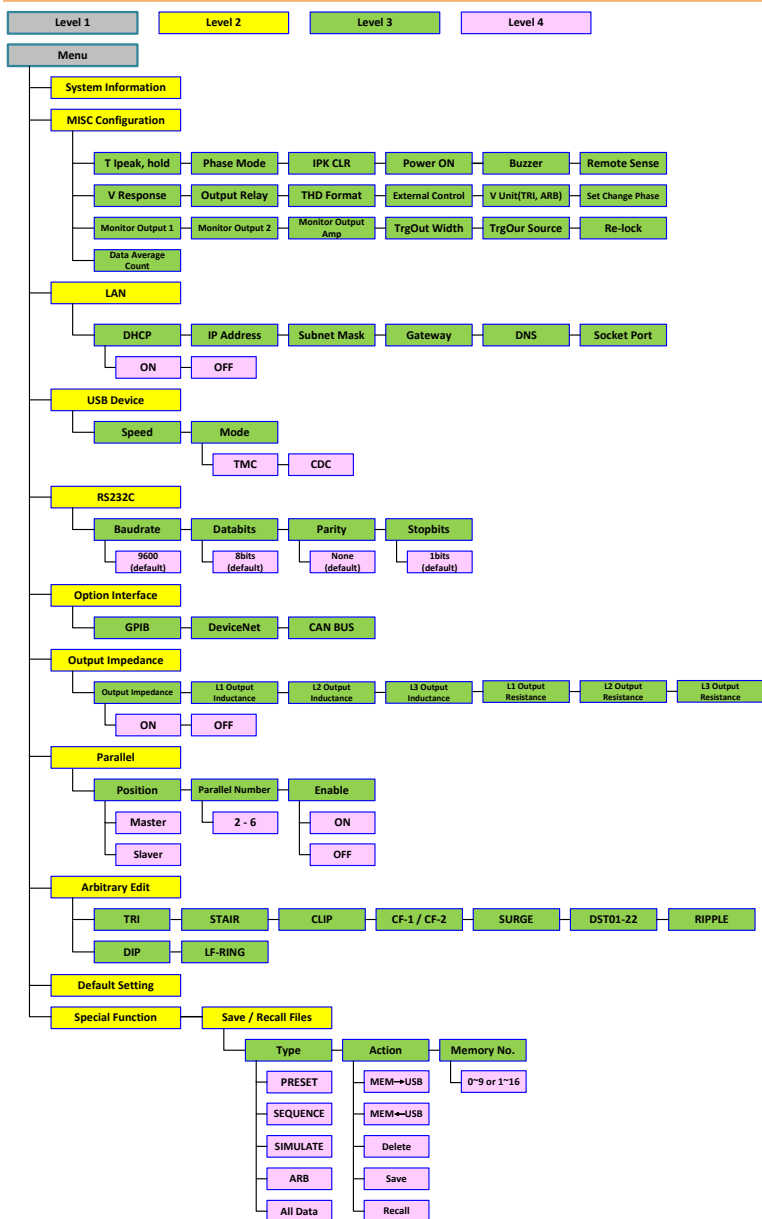 Level 1 Level 2 Level 3 Level 4
Menu
System Information
MISC Configuration
T Ipeak, hold Phase Mode IPK CLR Power ON Buzzer Remote Sense
V Response Output Relay THD Format External Control V Unit(TRI, ARB) Set Change Phase
Monitor Output 1 Monitor Output 2 Monitor Output
Amp TrgOut Width TrgOur Source Re-lock
Data Average
Count
LAN
DHCP IP Address Subnet Mask Gateway DNS Socket Port
ON OFF
USB Device
Speed Mode
TMC CDC
RS232C
Baudrate Databits Parity Stopbits
9600
(default)
8bits
(default)
None
(default)
1bits
(default)
Option Interface
GPIB DeviceNet CAN BUS
Output Impedance
Output Impedance
L1 Output
Inductance
L2 Output
Inductance
L3 Output
Inductance
L1 Output
Resistance
L2 Output
Resistance
L3 Output
Resistance
ON OFF
Parallel
Position Parallel Number Enable
Master 2 - 6 ON
Slaver OFF
Arbitrary Edit
TRI STAIR CLIP CF-1 / CF-2 SURGE DST01-22 RIPPLE
DIP LF-RING
Default Setting
Special Function Save / Recall Files
Type Action Memory No.
PRESET MEM→USB 0~9 or 1~16
SEQUENCE MEM←USB
SIMULATE Delete
ARB Save
All Data Recall